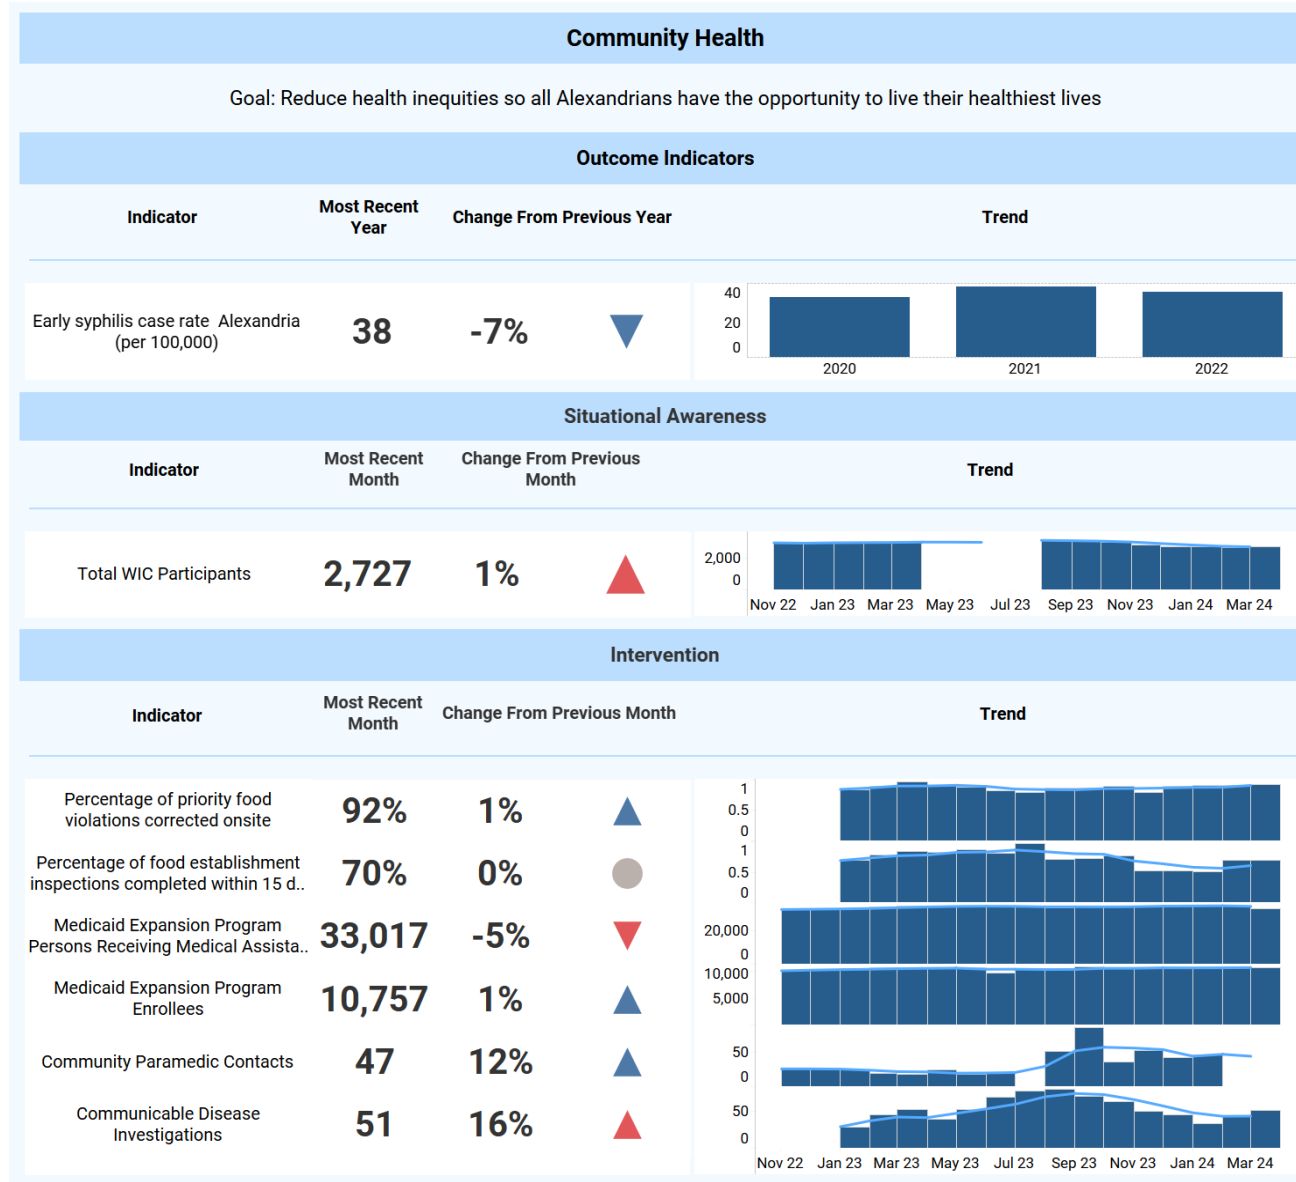 Community Health
Goal: Reduce health inequities so all Alexandrians have the opportunity to live their healthiest lives
Outcome Indicators
Indicator
Most Recent
Year
Change From Previous Year
Trend
Early syphilis case rate  Alexandria
(per 100,000)
38
-7%
40
20
0
2020
2021
2022
Situational Awareness
Indicator
Most Recent
Month
Change From Previous
Month
Trend
Total WIC Participants
2,727
1%
2,000
0
Nov 22
Jan 23
Mar 23
May 23
Jul 23
Sep 23
Nov 23
Jan 24
Mar 24
Intervention
Indicator
Most Recent
Month
Change From Previous Month
Trend
Percentage of priority food
violations corrected onsite
92%
1%
1
0.5
0
Percentage of food establishment
inspections completed within 15 d..
70%
0%
1
0.5
0
Medicaid Expansion Program
Persons Receiving Medical Assista..
33,017
-5%
20,000
0
Medicaid Expansion Program
Enrollees
10,757
1%
10,000
5,000
Community Paramedic Contacts
47
12%
50
0
Communicable Disease
Investigations
51
16%
50
0
Nov 22
Jan 23
Mar 23
May 23
Jul 23
Sep 23
Nov 23
Jan 24
Mar 24